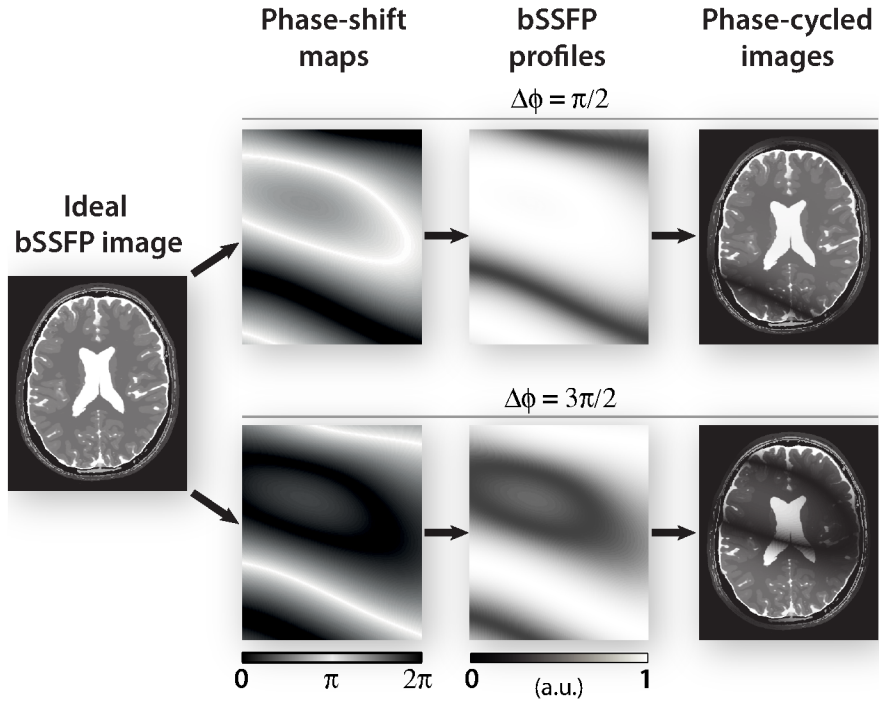 Phase-shift
maps
bSSFP
profiles
Phase-cycled
images
Δϕ = π/2
Ideal
bSSFP image
Δϕ = 3π/2
0 π 2π
0 (a.u.) 1